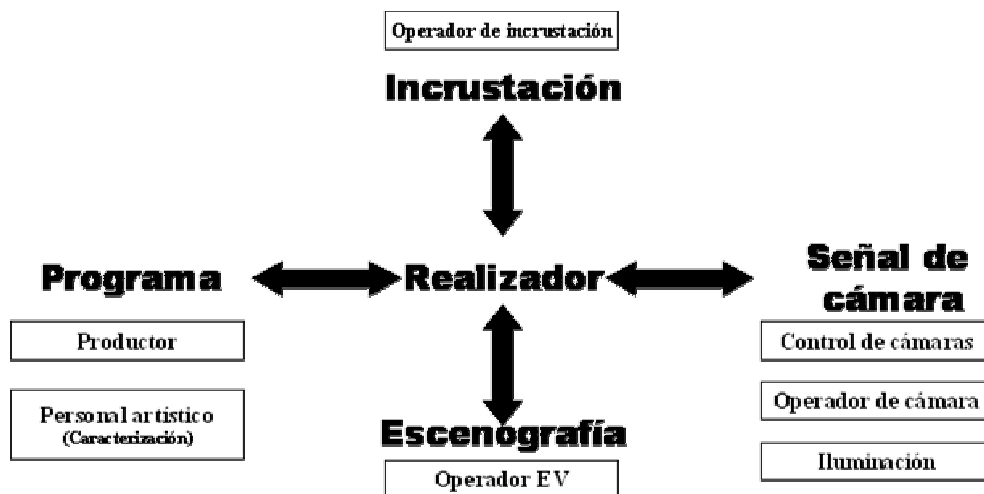 Operador de incrustación
Incrustación
Programa
Realizador
Señal de
cámara
Productor
Control de cámaras
Personal artístico
(Caracterización)
Operador de cámara
Escenografía
Operador EV
Iluminación